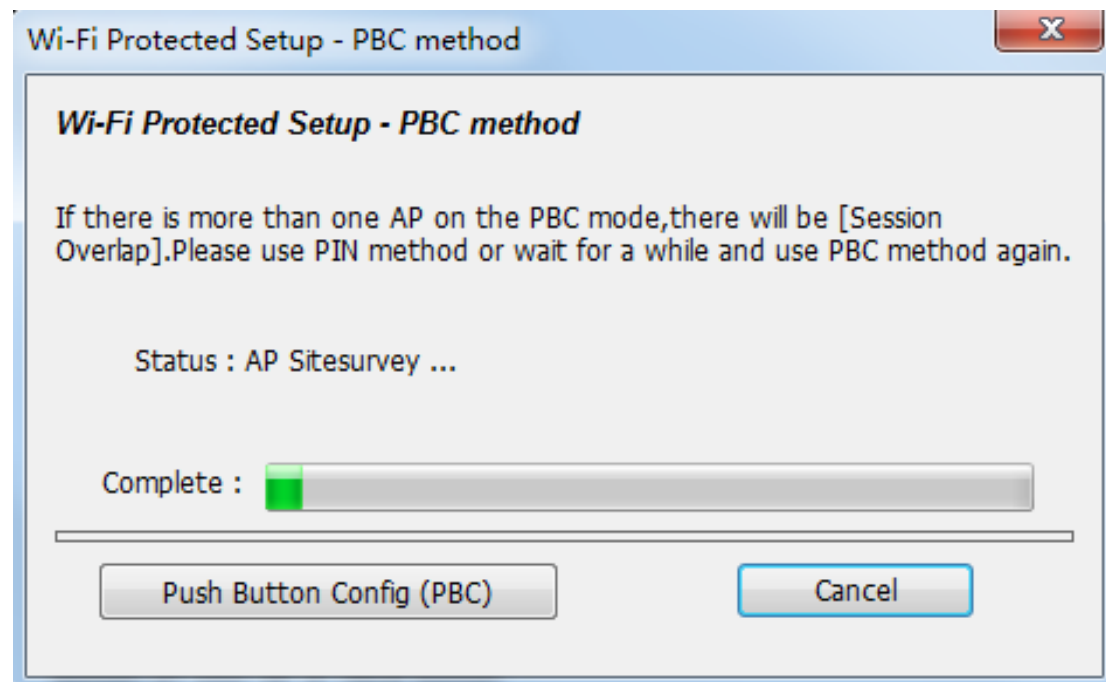 Wi-Fi Protected Setup - PBC method
x
Wi-Fi Protected Setup - PBC method
If there is more than one AP on the PBC mode,there will be [Session
Overlap].Please use PIN method or wait for a while and use PBC method again.
Status : AP Sitesurvey ...
Complete :
Push Button Config (PBC)
Cancel